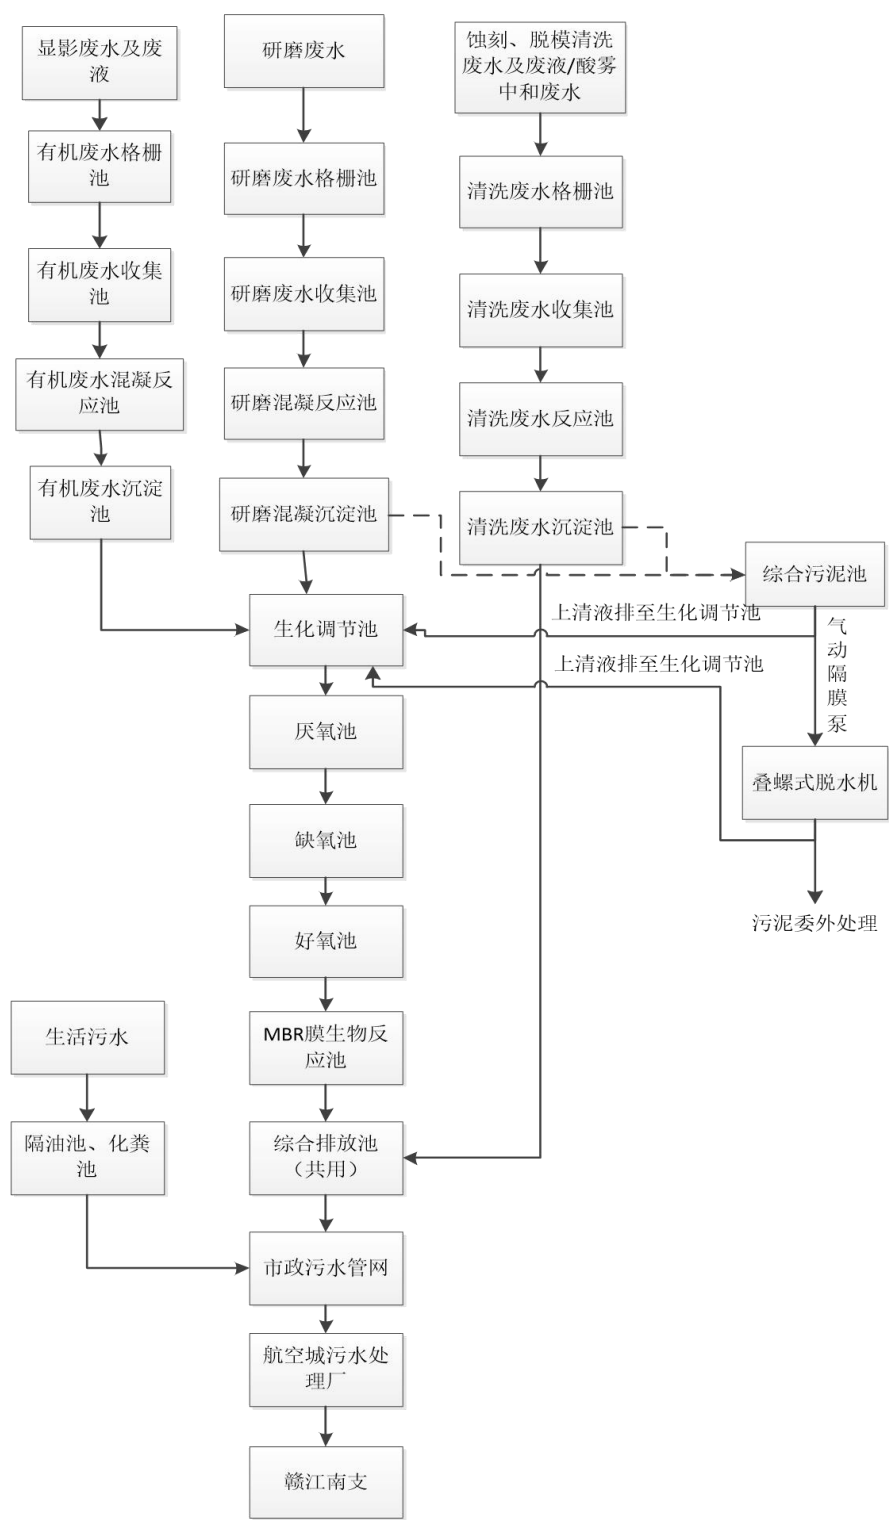 显影废水及废
液
有机废水格栅
池
有机废水收集
池
有机废水混凝反
应池
有机废水沉淀
池
研磨废水
研磨废水格栅池
研磨废水收集池
研磨混凝反应池
研磨混凝沉淀池
蚀刻、脱模清洗
废水及废液/酸雾
中和废水
清洗废水格栅池
清洗废水收集池
清洗废水反应池
清洗废水沉淀池
综合污泥池
上清液排至生化调节池
气
动
隔
膜
泵
上清液排至生化调节池
叠螺式脱水机
污泥委外处理
生化调节池
厌氧池
缺氧池
好氧池
MBR膜生物反
应池
综合排放池
（共用）
生活污水
隔油池、化粪
池
市政污水管网
航空城污水处
理厂
赣江南支